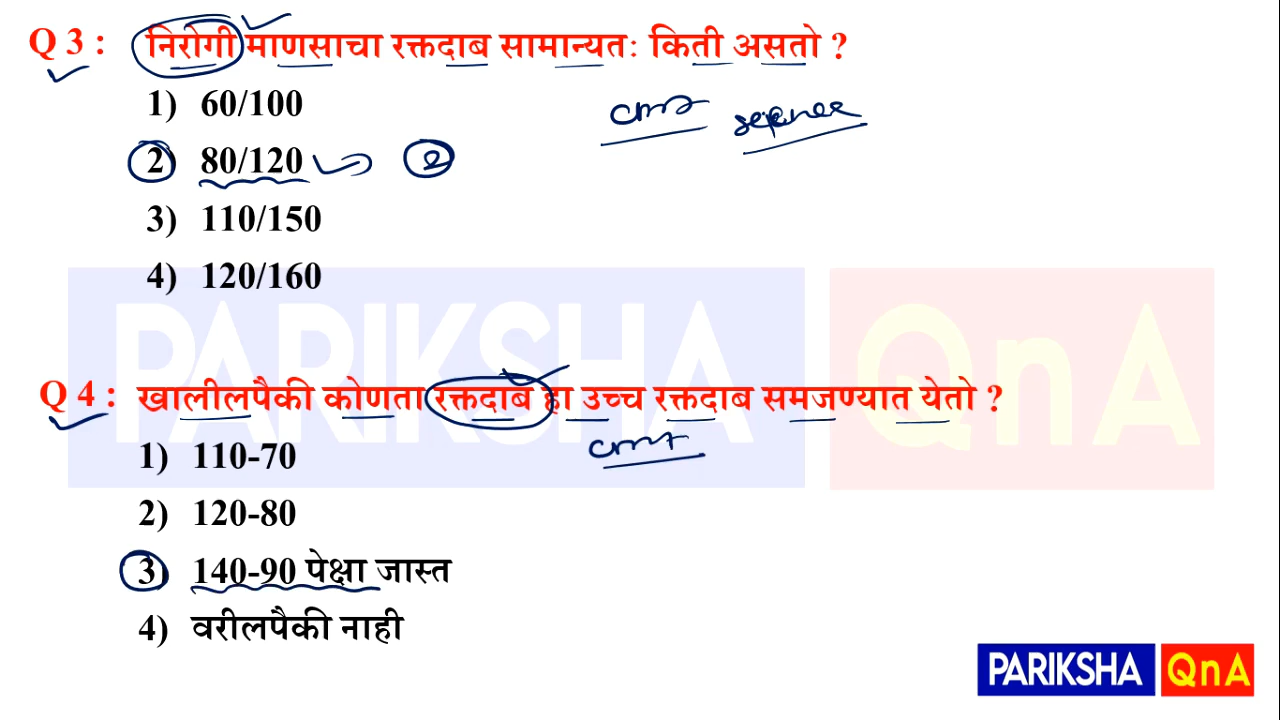 Q 3 : निरोगी माणसाचा रक्तदाब सामान्यतः किती असतो ?
1) 60/100
2) 80/120 2
3) 110/150
4) 120/160
PARIKSHA QnA
Q 4 : खालीलपैकी कोणता रक्तदाब हा उच्च रक्तदाब समजण्यात येतो ?
1) 110-70
2) 120-80
3) 140-90 पेक्षा जास्त
4) वरीलपैकी नाही
PARIKSHA QnA